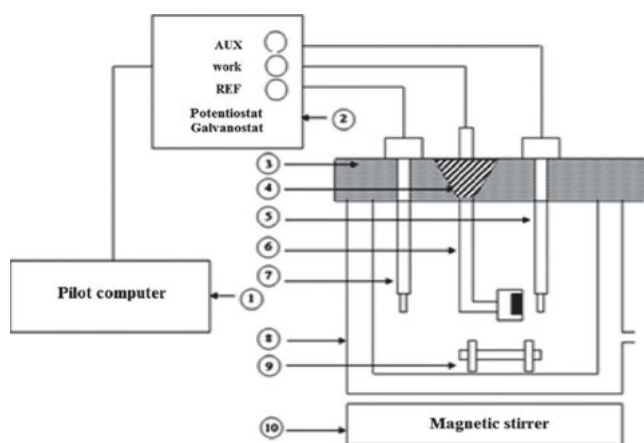 AUX
work
REF
Potentiostat
Galvanostat
2
3
4
5
6
Pilot computer
1
7
8
9
10
Magnetic stirrer